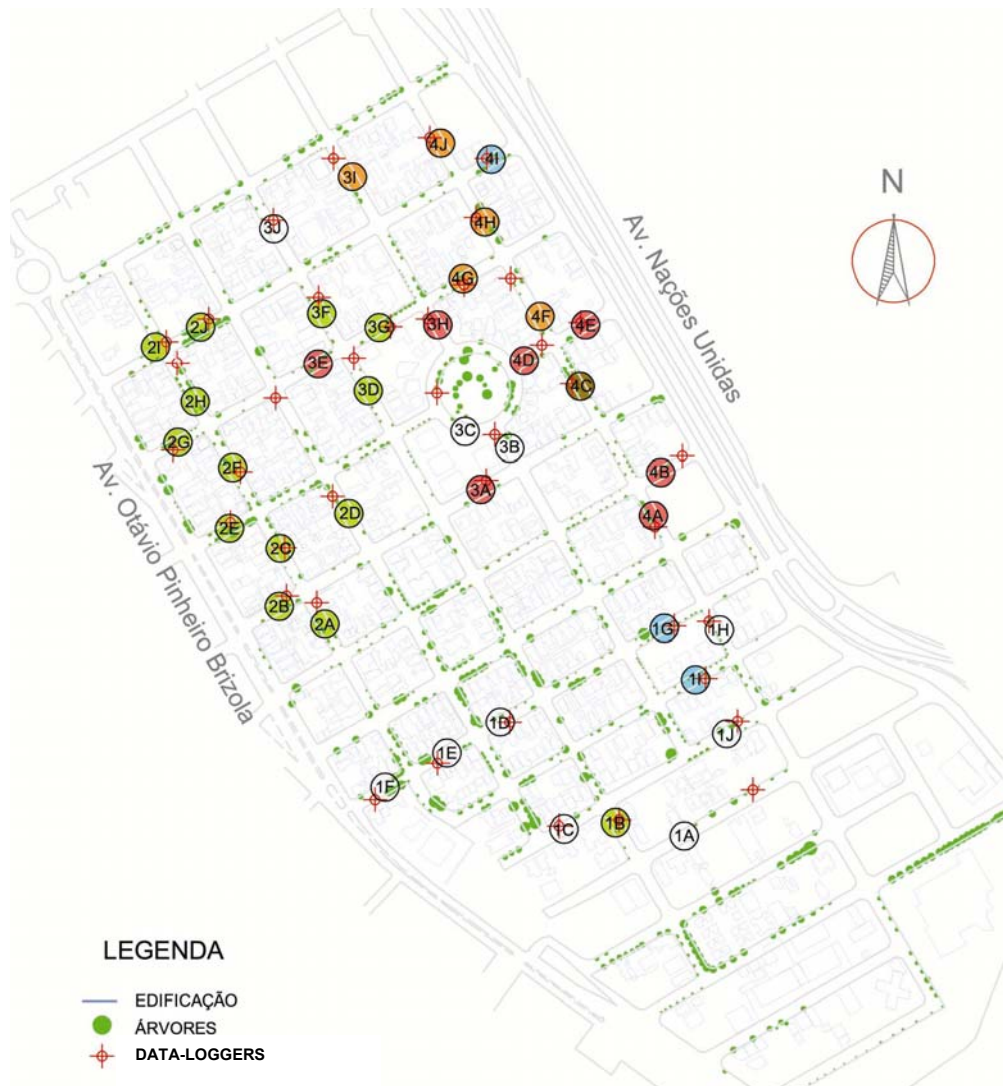 4J
4I
3I
4H
3J
N
Av. Nações Unidas
4G
3F
4F
2J
3G
3H
4E
2I
3E
4D
3D
4C
2H
3C
2G
3B
2F
4B
3A
Av. Otávio Pinheiro Brizola
2D
4A
2E
2C
2B
2A
1G
1H
1I
1D
1J
1E
1F
1B
1C
1A
LEGENDA
EDIFICAÇÃO
ÁRVORES
DATA-LOGGERS